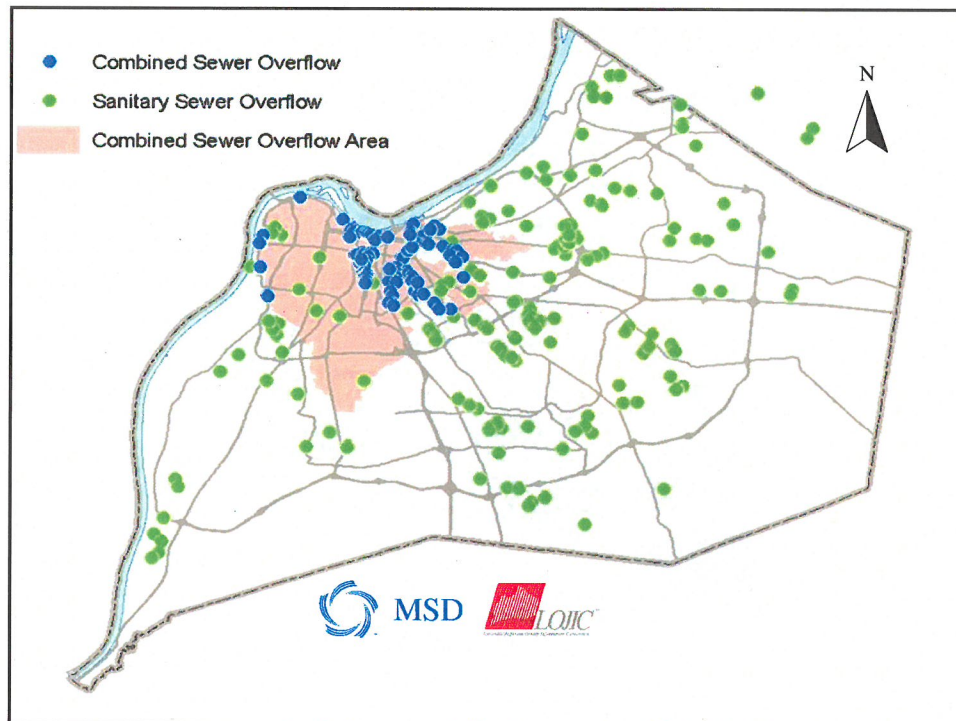 Combined Sewer Overflow
Sanitary Sewer Overflow
Combined Sewer Overflow Area
N
MSD
LOJIC